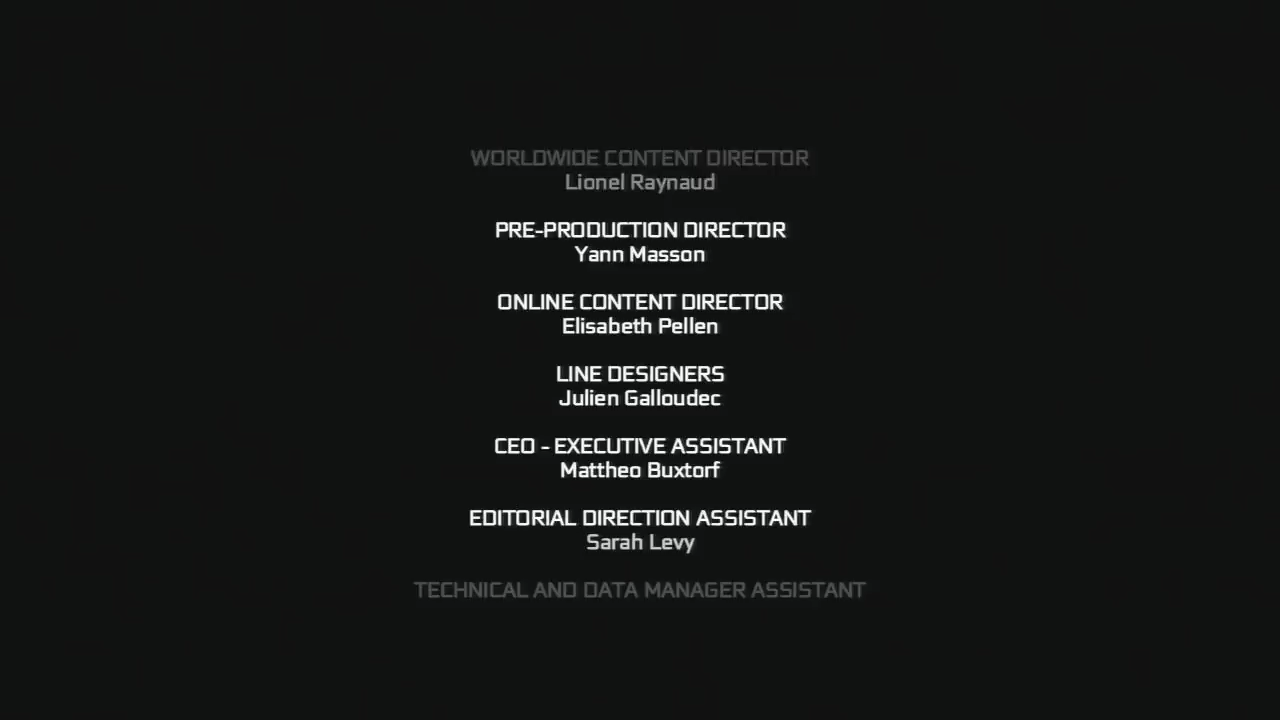 WORLDWIDE CONTENT DIRECTOR
Lionel Raynaud
PRE-PRODUCTION DIRECTOR
Yann Masson
ONLINE CONTENT DIRECTOR
Elisabeth Pellen
LINE DESIGNERS
Julien Galloudec
CEO - EXECUTIVE ASSISTANT
Mattheo Buxtorf
EDITORIAL DIRECTION ASSISTANT
Sarah Levy
TECHNICAL AND DATA MANAGER ASSISTANT